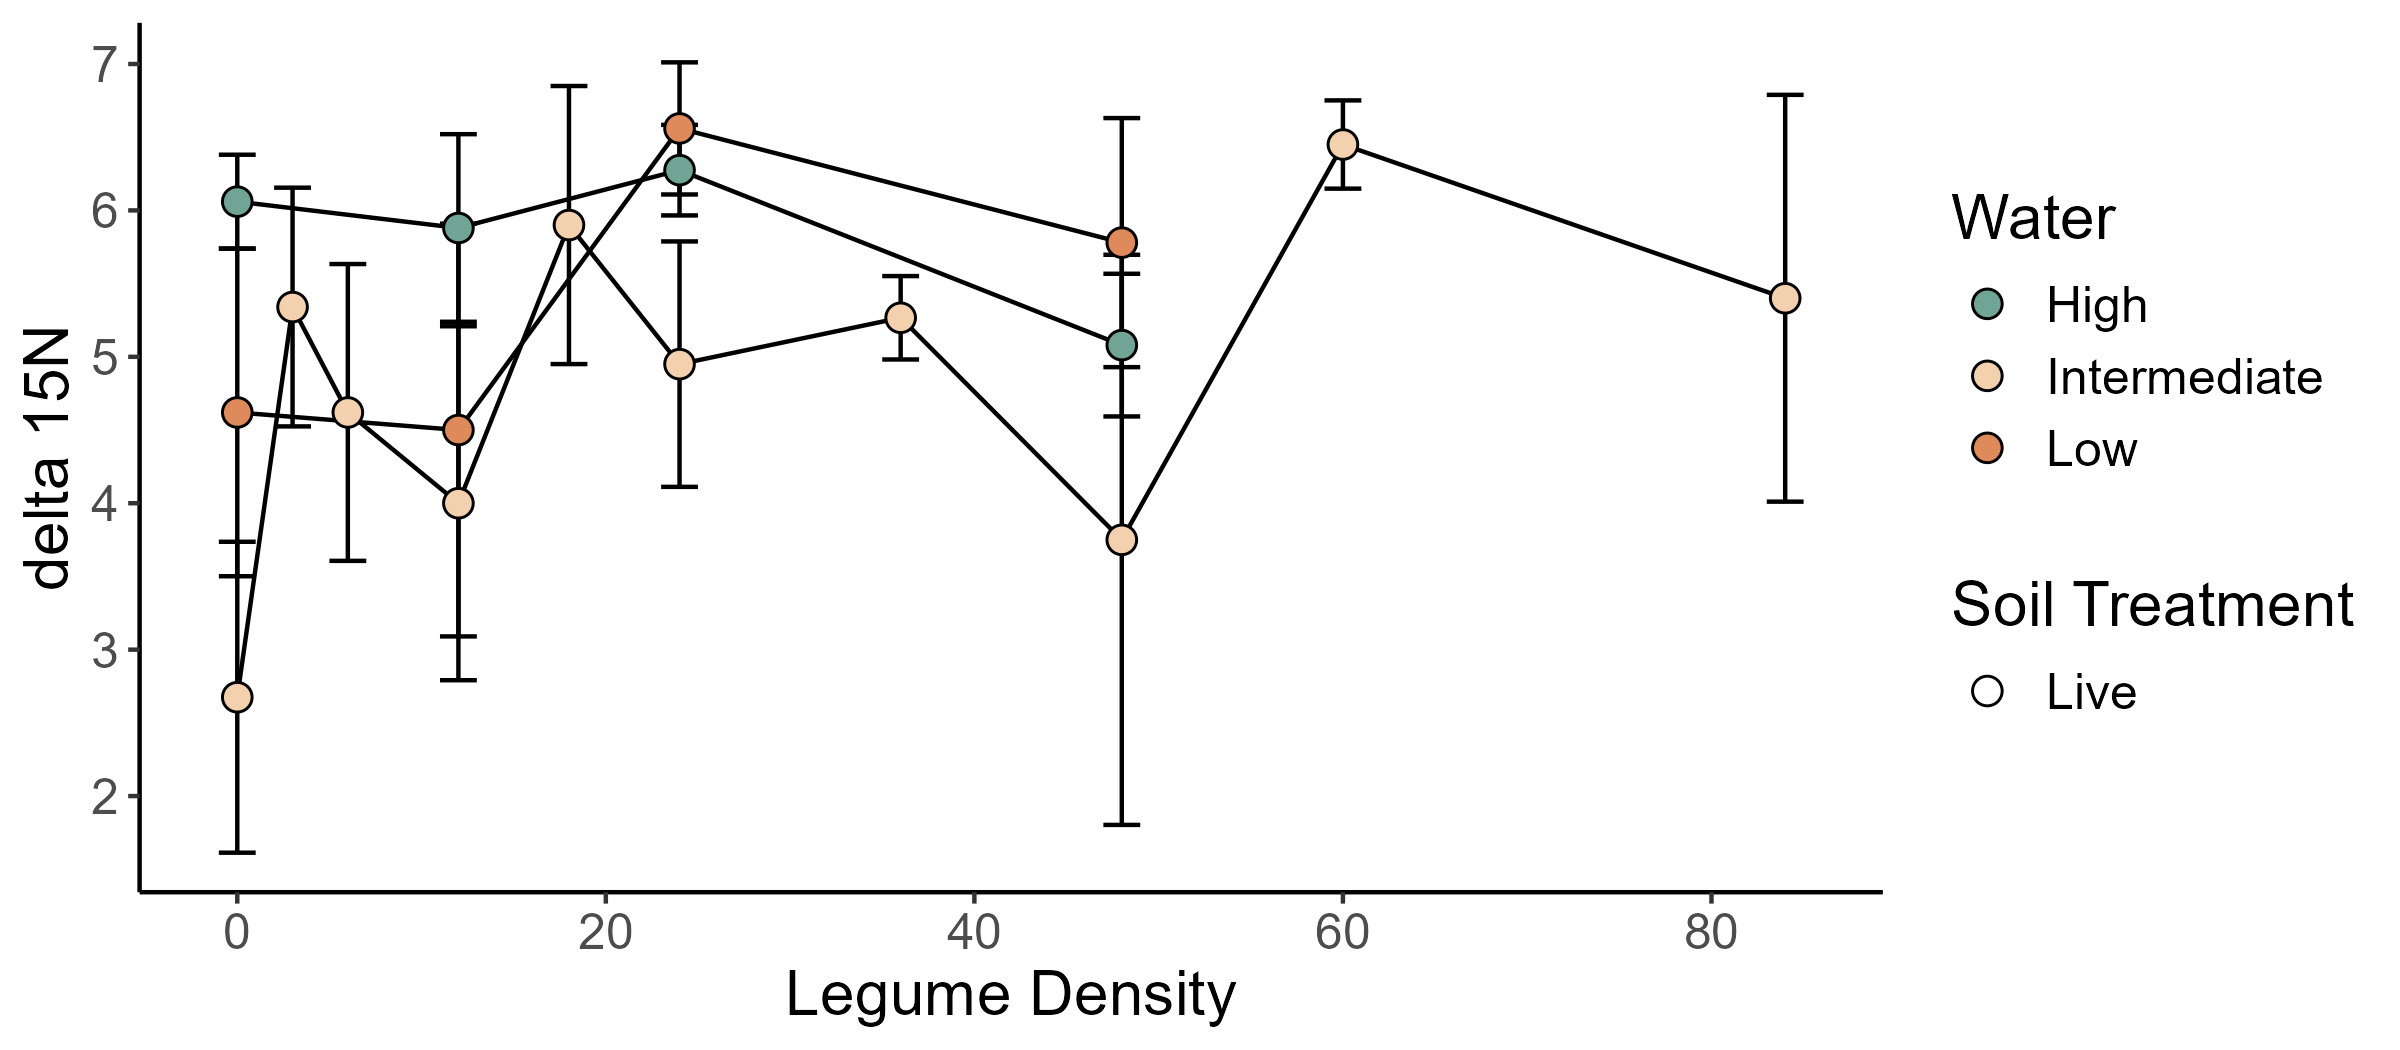 7
6
5
4
3
2
delta 15N
0 20 40 60 80
Legume Density
Water
High
Intermediate
Low
Soil Treatment
Live